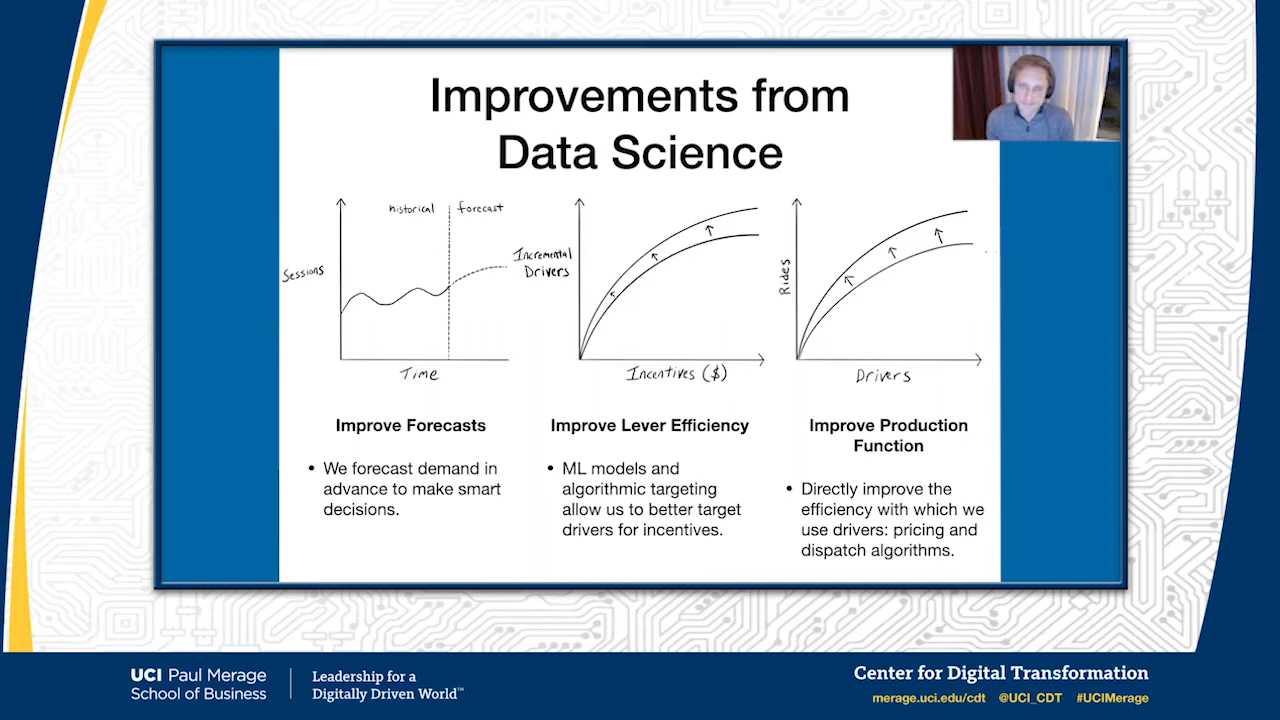 Improvements from
Data Science
historical
forecast
Sessions
Time
Incremental
Drivers
Incentives ($)
Rides
Drivers
Improve Forecasts
• We forecast demand in
advance to make smart
decisions.
Improve Lever Efficiency
• ML models and
algorithmic targeting
allow us to better target
drivers for incentives.
Improve Production
Function
• Directly improve the
efficiency with which we
use drivers: pricing and
dispatch algorithms.
UCI Paul Merage
School of Business
Leadership for a
Digitally Driven World™
Center for Digital Transformation
merage.uci.edu/cdt @UCI_CDT #UCIMerage